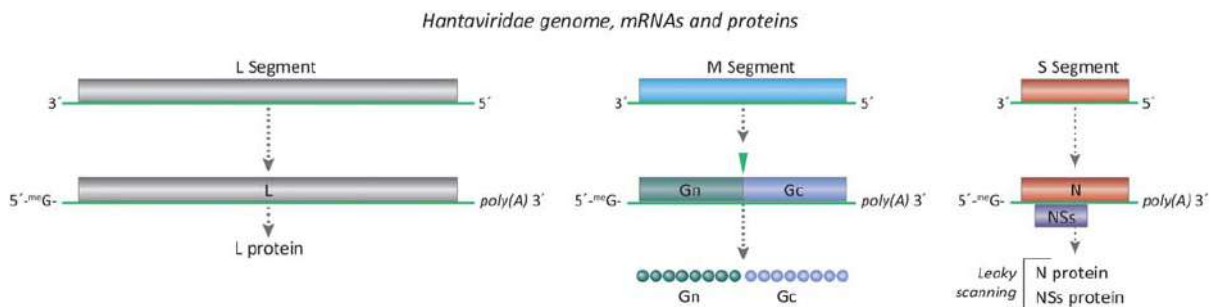 Hantaviridae genome, mRNAs and proteins
L Segment
3´ 5´
5´-ᵐᵉG- L poly(A) 3´
L protein
M Segment
3´ 5´
5´-ᵐᵉG- Gn Gc poly(A) 3´
Gn Gc
S Segment
3´ 5´
5´-ᵐᵉG- N poly(A) 3´
NSs
Leaky scanning
N protein
NSs protein